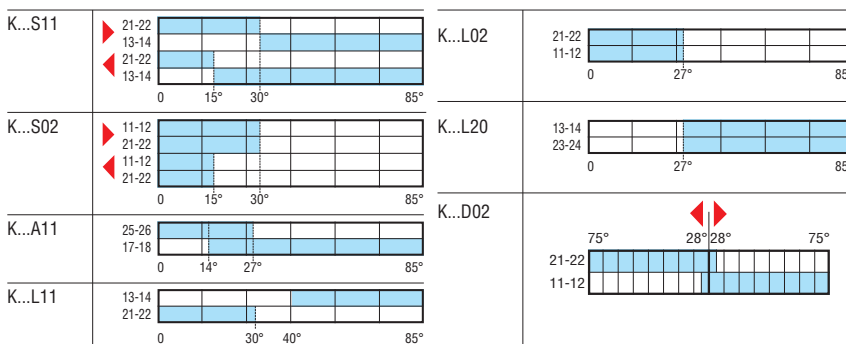 K...S11
21-22
13-14
21-22
13-14
0 15° 30° 85°
K...S02
11-12
21-22
11-12
21-22
0 15° 30° 85°
K...A11
25-26
17-18
0 14° 27° 85°
K...L11
13-14
21-22
0 30° 40° 85°
K...L02
21-22
11-12
0 27° 85
K...L20
13-14
23-24
0 27° 85
K...D02
75° 28° 28° 75°
21-22
11-12